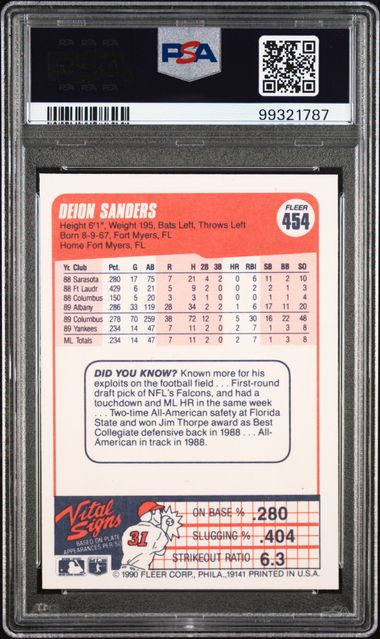 PSA
99321787
DEION SANDERS
FLEER
454
Height 6'1", Weight 195, Bats Left, Throws Left
Born 8-9-67, Fort Myers, FL
Home Fort Myers, FL
Yr. Club Pct. G AB R H 2B 3B HR RBI SB BB SO
88 Sarasota .280 17 75 7 21 4 2 0 6 11 2 10
88 Ft Laudr .429 6 21 5 9 2 0 0 2 2 1 3
88 Columbus .150 5 20 3 3 1 0 0 0 1 1 4
89 Albany .286 33 119 28 34 2 2 1 6 17 11 20
89 Columbus .278 70 259 38 72 12 7 5 30 16 22 48
89 Yankees .234 14 47 7 11 2 0 2 7 1 3 8
ML Totals .234 14 47 7 11 2 0 2 7 1 3 8
DID YOU KNOW? Known more for his
exploits on the football field . . . First-round
draft pick of NFL's Falcons, and had a
touchdown and ML HR in the same week
. . . Two-time All-American safety at Florida
State and won Jim Thorpe award as Best
Collegiate defensive back in 1988 . . . All-
American in track in 1988.
Vital Signs
BASED ON PLATE
APPEARANCES PER
31
ON BASE % .280
SLUGGING % .404
STRIKEOUT RATIO 6.3
© 1990 FLEER CORP., PHILA., 19141 PRINTED IN U.S.A.